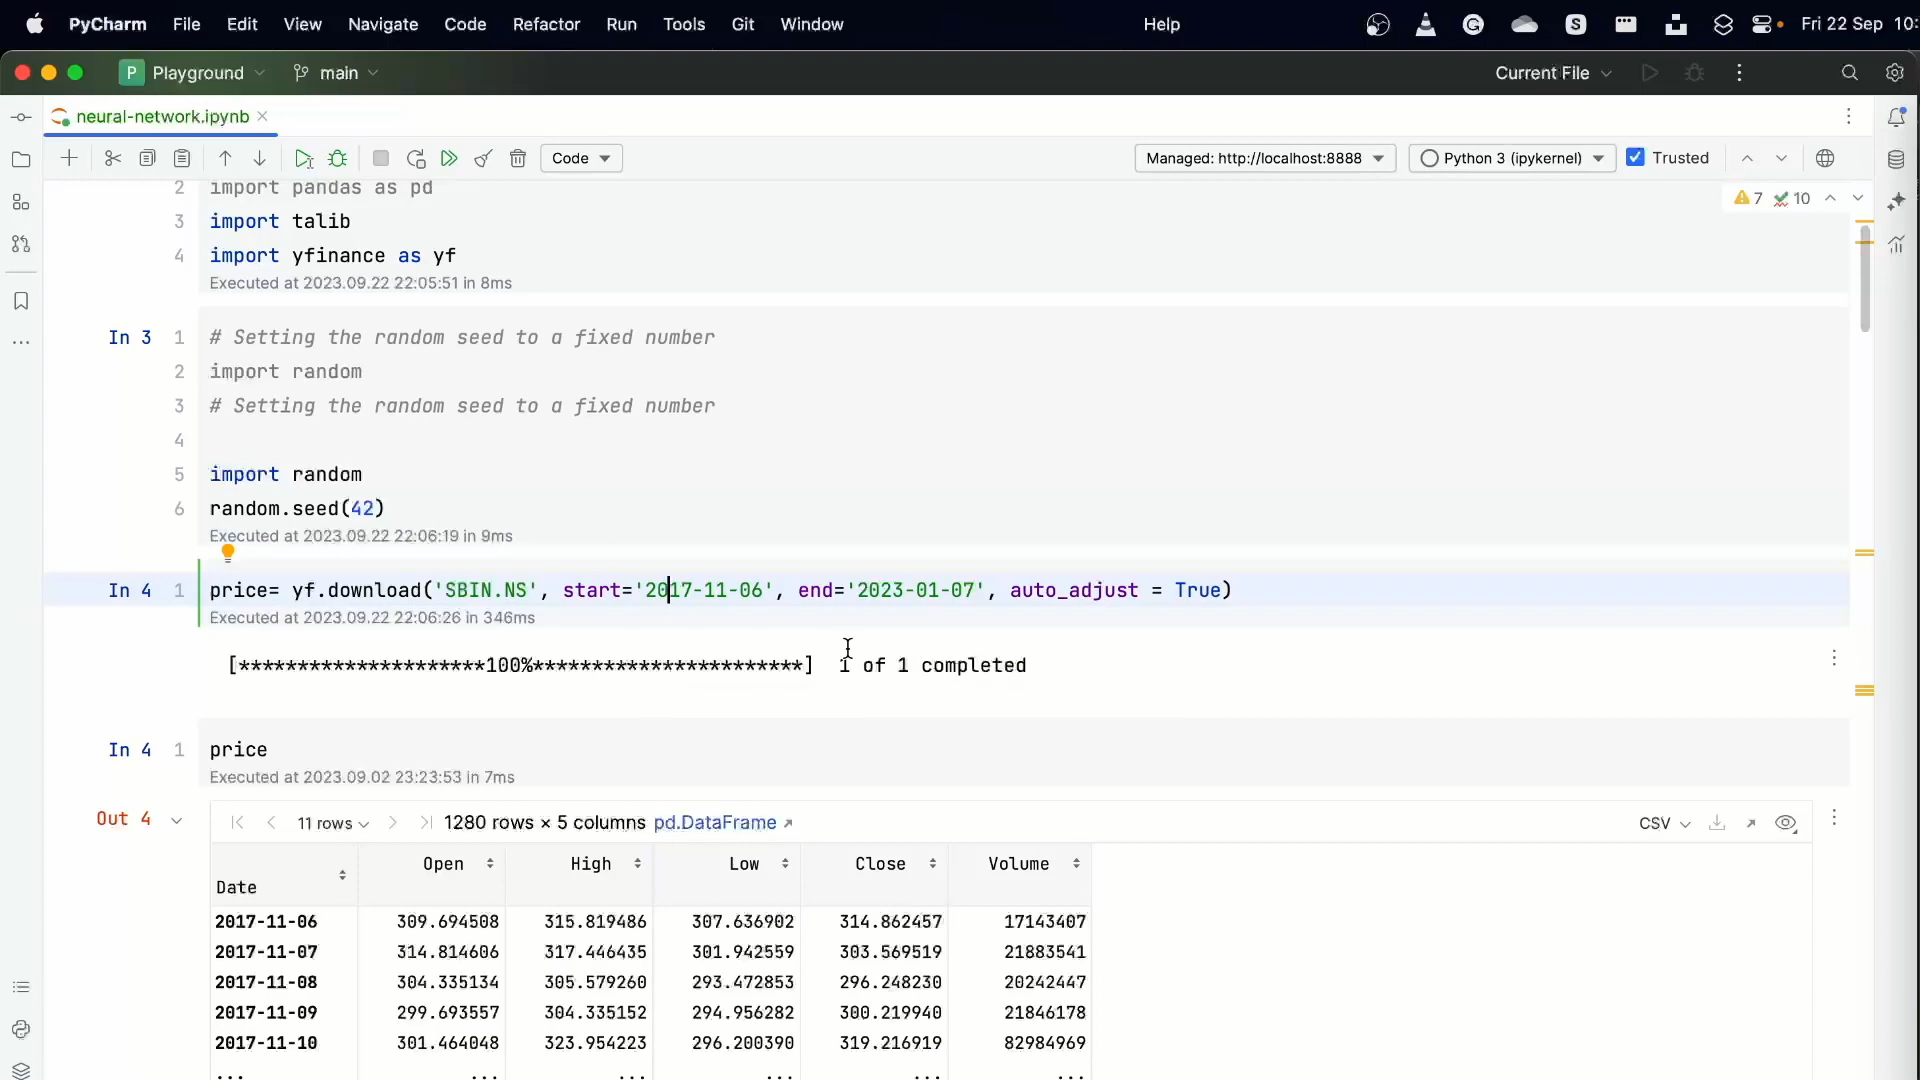 PyCharm File Edit View Navigate Code Refactor Run Tools Git Window Help Fri 22 Sep 10:
P Playground main Current File
neural-network.ipynb
Code Managed: http://localhost:8888 Python 3 (ipykernel) Trusted
2 import pandas as pd
7 10
3 import talib
4 import yfinance as yf
Executed at 2023.09.22 22:05:51 in 8ms
In 3 1 # Setting the random seed to a fixed number
2 import random
3 # Setting the random seed to a fixed number
4
5 import random
6 random.seed(42)
Executed at 2023.09.22 22:06:19 in 9ms
In 4 1 price= yf.download('SBIN.NS', start='2017-11-06', end='2023-01-07', auto_adjust = True)
Executed at 2023.09.22 22:06:26 in 346ms
[*********************100%***********************] 1 of 1 completed
In 4 1 price
Executed at 2023.09.02 23:23:53 in 7ms
Out 4 11 rows 1280 rows × 5 columns pd.DataFrame CSV
Open High Low Close Volume
Date
2017-11-06 309.694508 315.819486 307.636902 314.862457 17143407
2017-11-07 314.814606 317.446435 301.942559 303.569519 21883541
2017-11-08 304.335134 305.579260 293.472853 296.248230 20242447
2017-11-09 299.693557 304.335152 294.956282 300.219940 21846178
2017-11-10 301.464048 323.954223 296.200390 319.216919 82984969
... ... ... ... ... ...